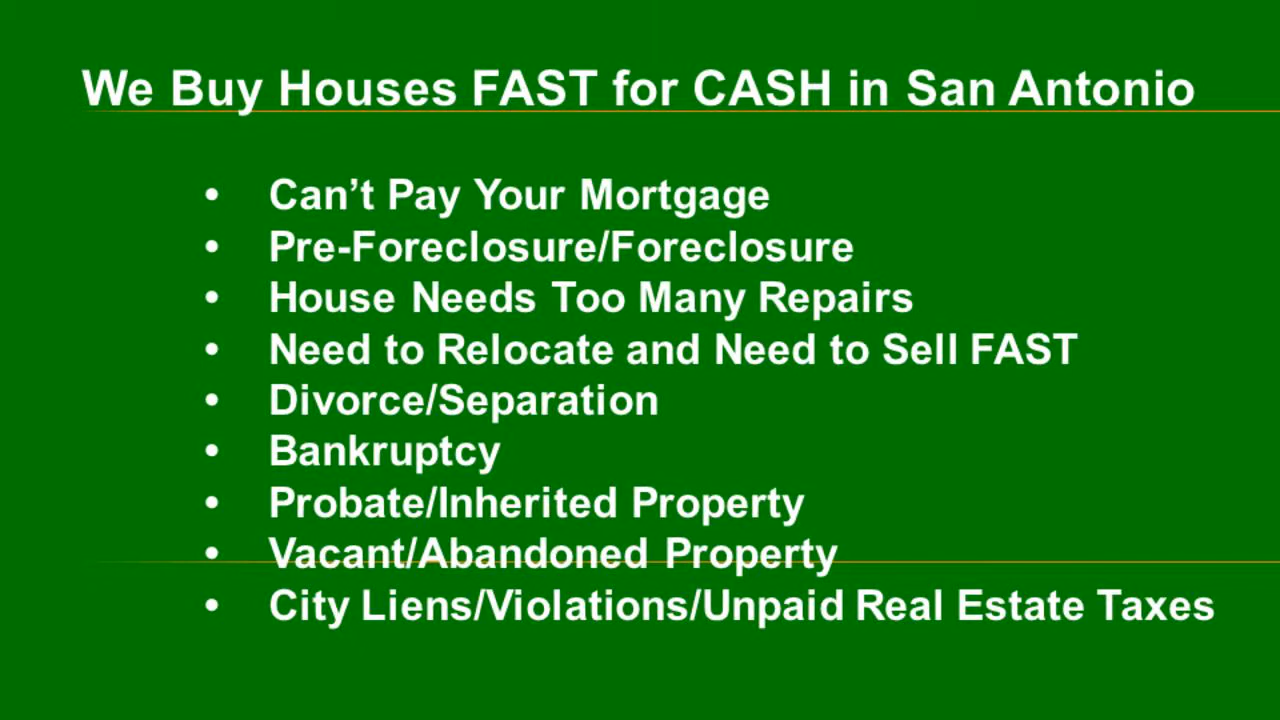 We Buy Houses FAST for CASH in San Antonio
• Can’t Pay Your Mortgage
• Pre-Foreclosure/Foreclosure
• House Needs Too Many Repairs
• Need to Relocate and Need to Sell FAST
• Divorce/Separation
• Bankruptcy
• Probate/Inherited Property
• Vacant/Abandoned Property
• City Liens/Violations/Unpaid Real Estate Taxes